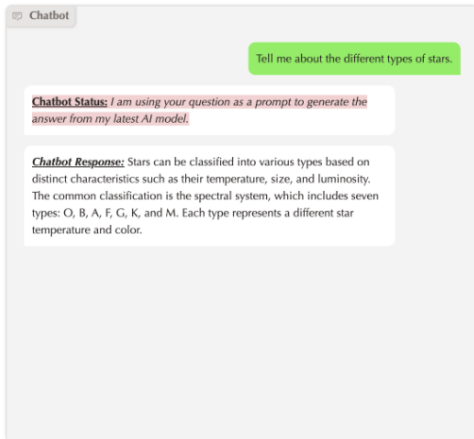 Chatbot
Tell me about the different types of stars.
Chatbot Status: I am using your question as a prompt to generate the
answer from my latest AI model.
Chatbot Response: Stars can be classified into various types based on
distinct characteristics such as their temperature, size, and luminosity.
The common classification is the spectral system, which includes seven
types: O, B, A, F, G, K, and M. Each type represents a different star
temperature and color.